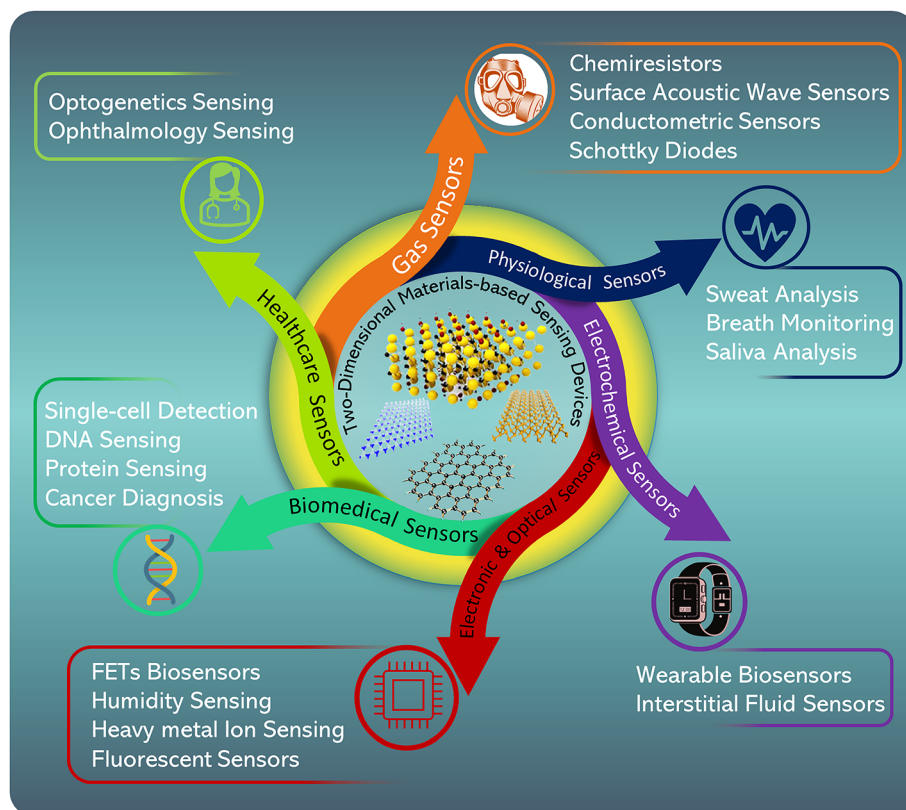 Optogenetics Sensing
Ophthalmology Sensing
Chemiresistors
Surface Acoustic Wave Sensors
Conductometric Sensors
Schottky Diodes
Gas Sensors
Physiological Sensors
Sweat Analysis
Breath Monitoring
Saliva Analysis
Healthcare Sensors
Two-Dimensional Materials-based Sensing Devices
Electrochemical Sensors
Single-cell Detection
DNA Sensing
Protein Sensing
Cancer Diagnosis
Biomedical Sensors
Electronic & Optical Sensors
FETs Biosensors
Humidity Sensing
Heavy metal Ion Sensing
Fluorescent Sensors
Wearable Biosensors
Interstitial Fluid Sensors